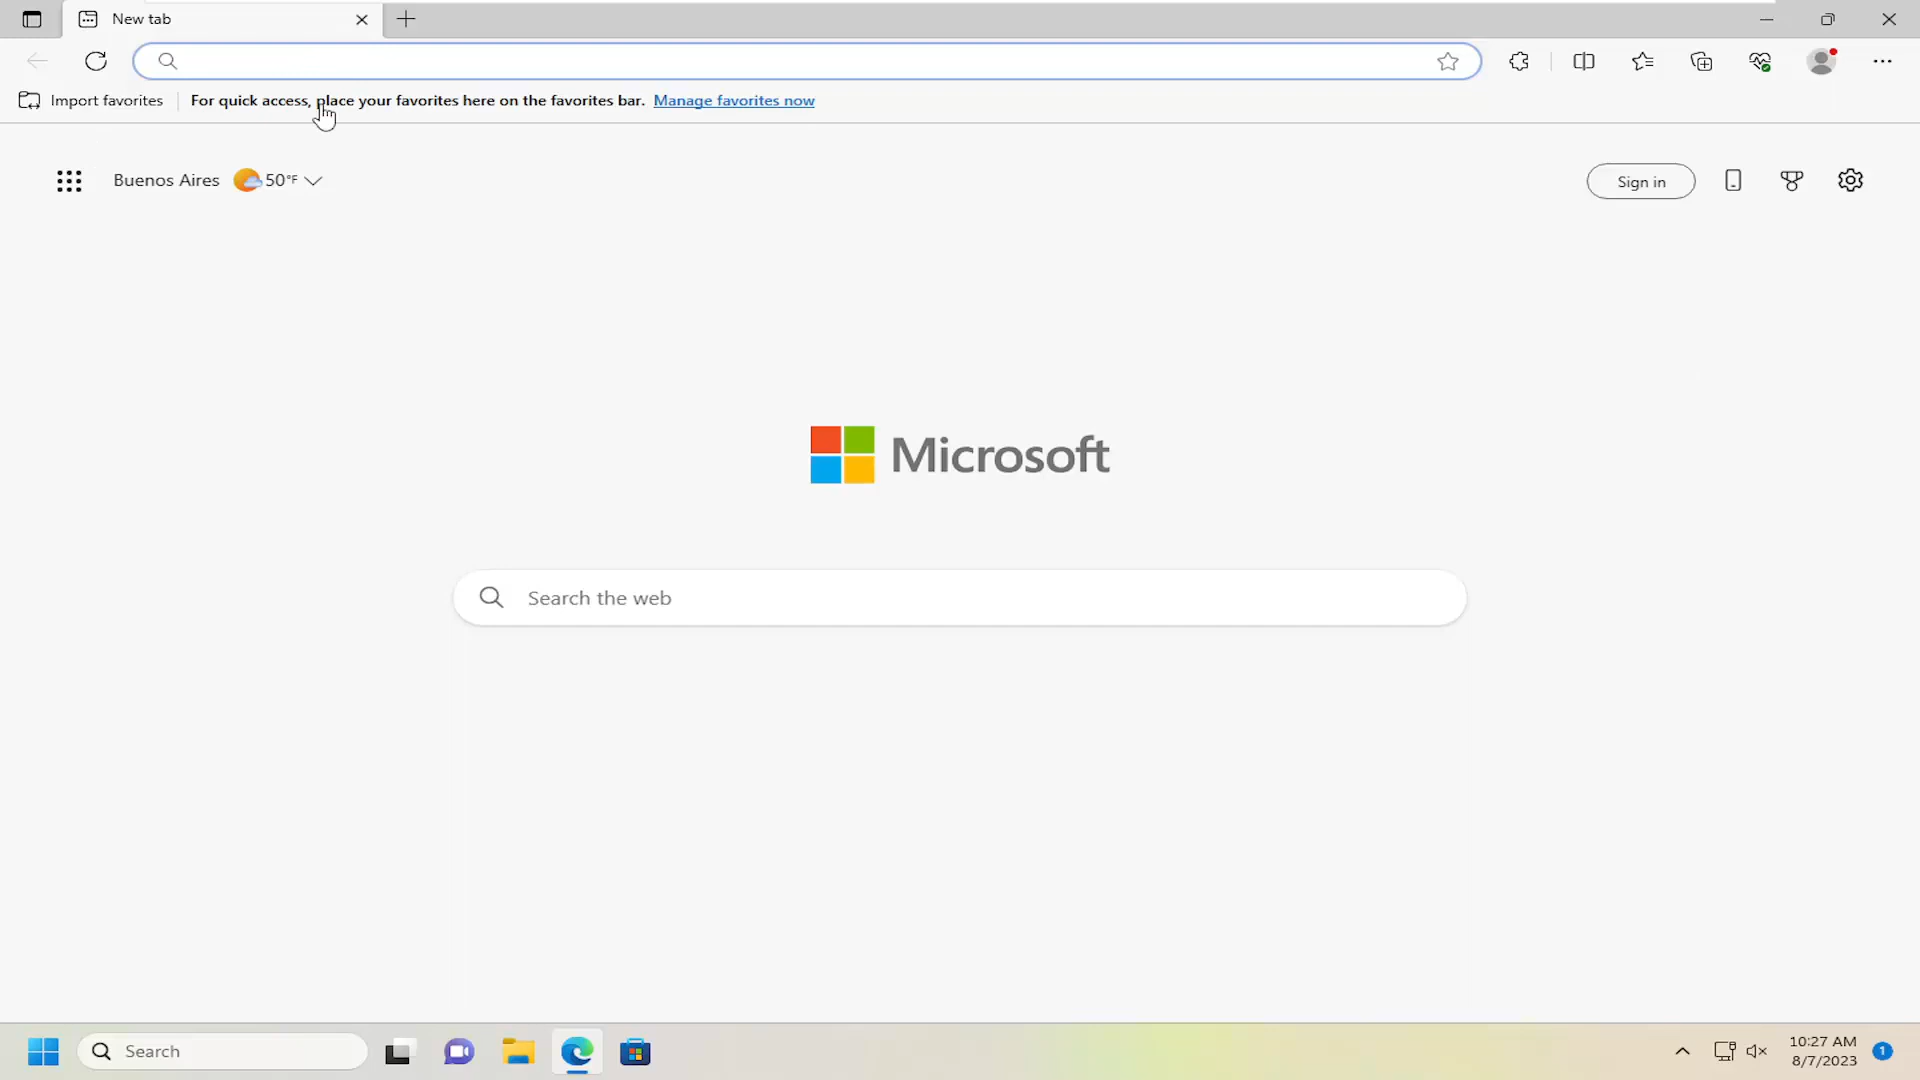 New tab
Import favorites For quick access, place your favorites here on the favorites bar. Manage favorites now
Buenos Aires 50°F
Sign in
Microsoft
Search the web
Search
10:27 AM
8/7/2023
1